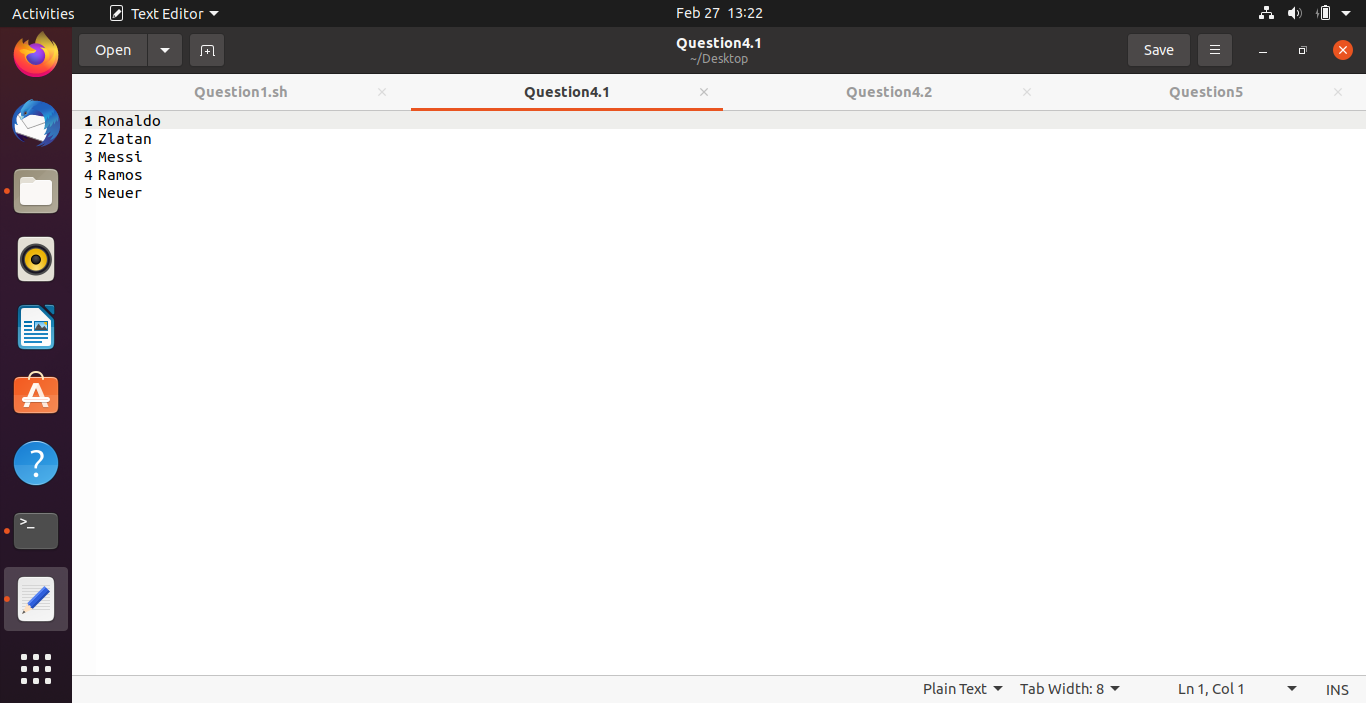 Activities Text Editor Feb 27 13:22
Open Question4.1 Save
~/Desktop
Question1.sh Question4.1 Question4.2 Question5
1 Ronaldo
2 Zlatan
3 Messi
4 Ramos
5 Neuer
Plain Text Tab Width: 8 Ln 1, Col 1 INS